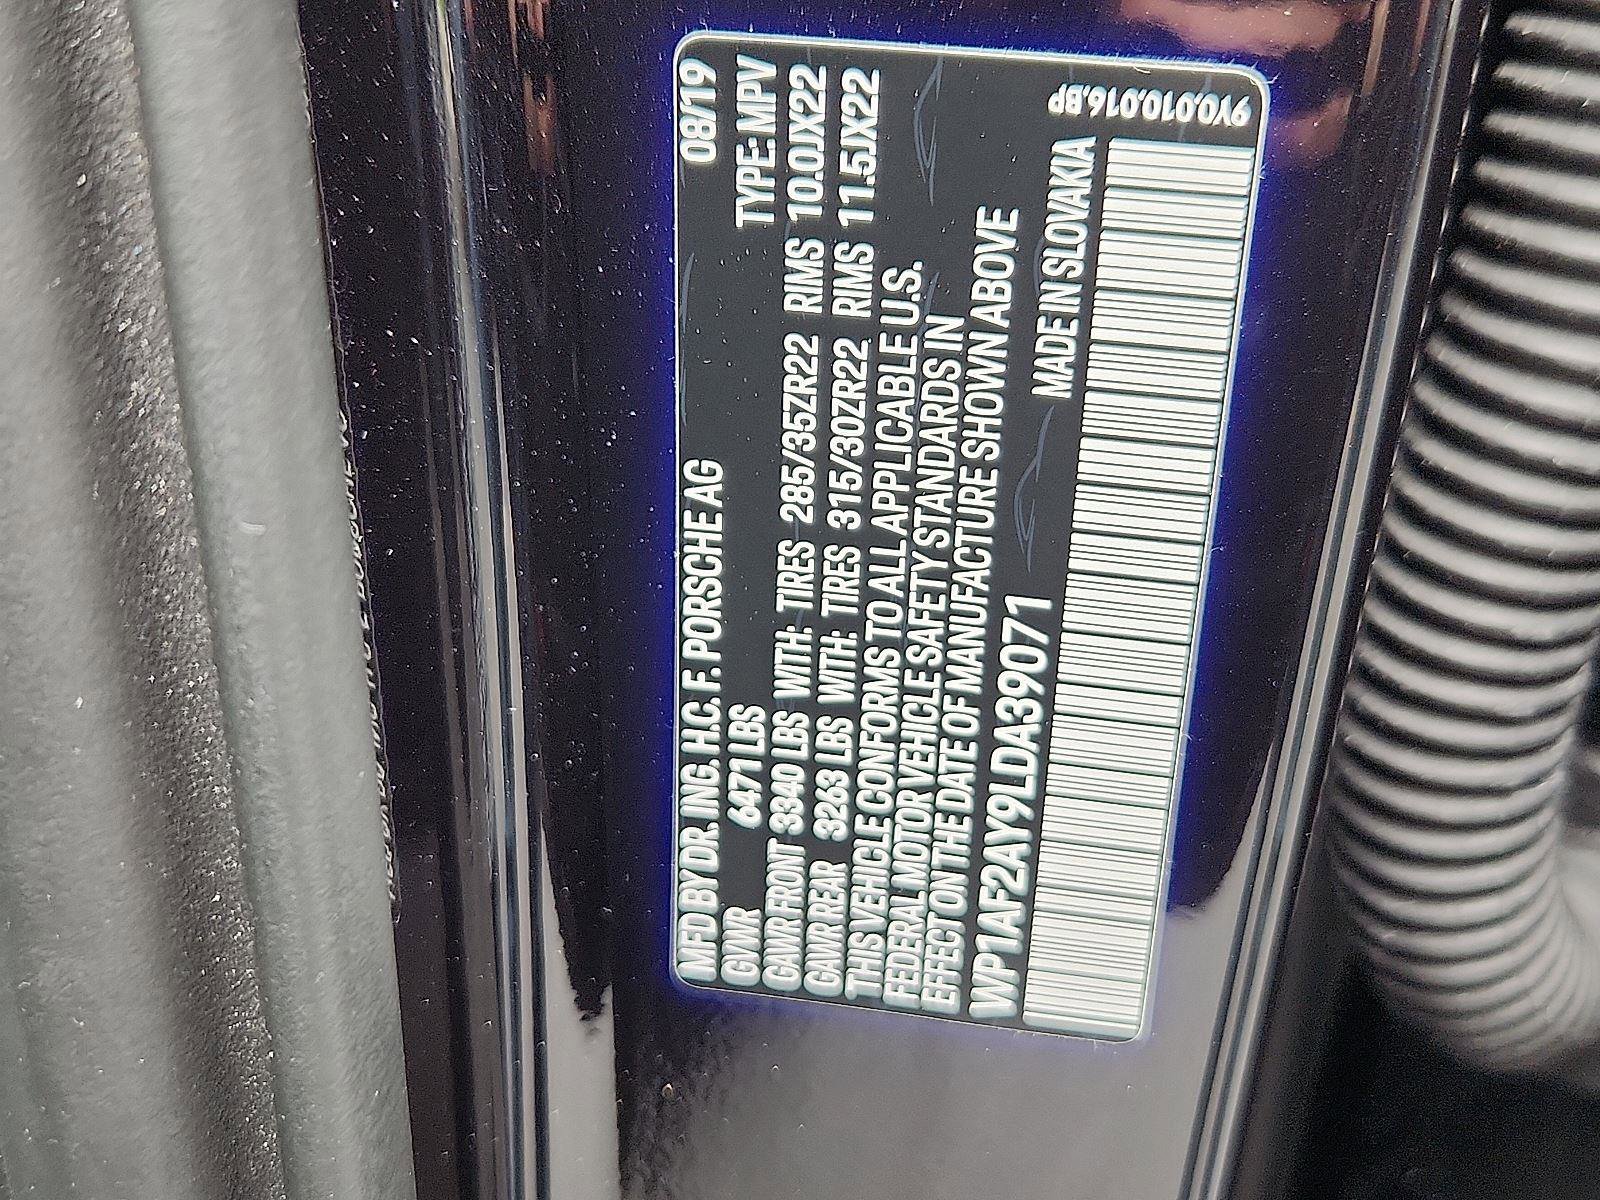 MFD BY DR. ING. H.C. F. PORSCHE AG 08/19
GVWR 6471 LBS TYPE: MPV
GAWR FRONT 3340 LBS WITH: TIRES 285/35ZR22 RIMS 10.0JX22
GAWR REAR 3263 LBS WITH: TIRES 315/30ZR22 RIMS 11.5JX22
THIS VEHICLE CONFORMS TO ALL APPLICABLE U.S.
FEDERAL MOTOR VEHICLE SAFETY STANDARDS IN
EFFECT ON THE DATE OF MANUFACTURE SHOWN ABOVE
WP1AF2AY9LDA39071 MADE IN SLOVAKIA
9Y0.010.016.BP